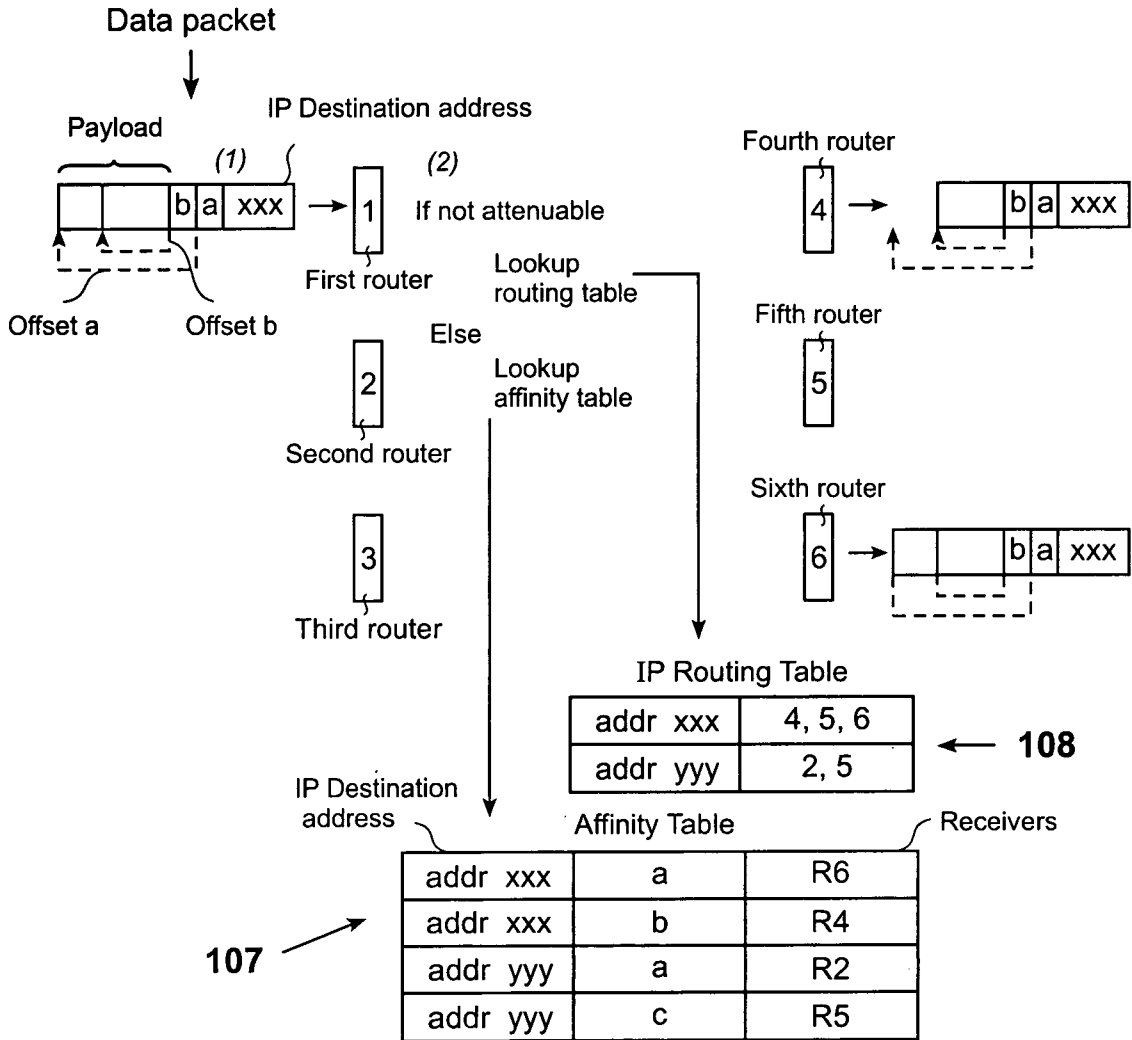 Data packet
IP Destination address
Payload
(1)
b a xxx
Offset a
Offset b
1
First router
(2)
If not attenuable
Lookup
routing table
Else
Lookup
affinity table
2
Second router
3
Third router
Fourth router
4
b a xxx
Fifth router
5
Sixth router
6
b a xxx
IP Routing Table
addr xxx 4, 5, 6
addr yyy 2, 5
108
IP Destination
address
Affinity Table
Receivers
addr xxx a R6
addr xxx b R4
addr yyy a R2
addr yyy c R5
107